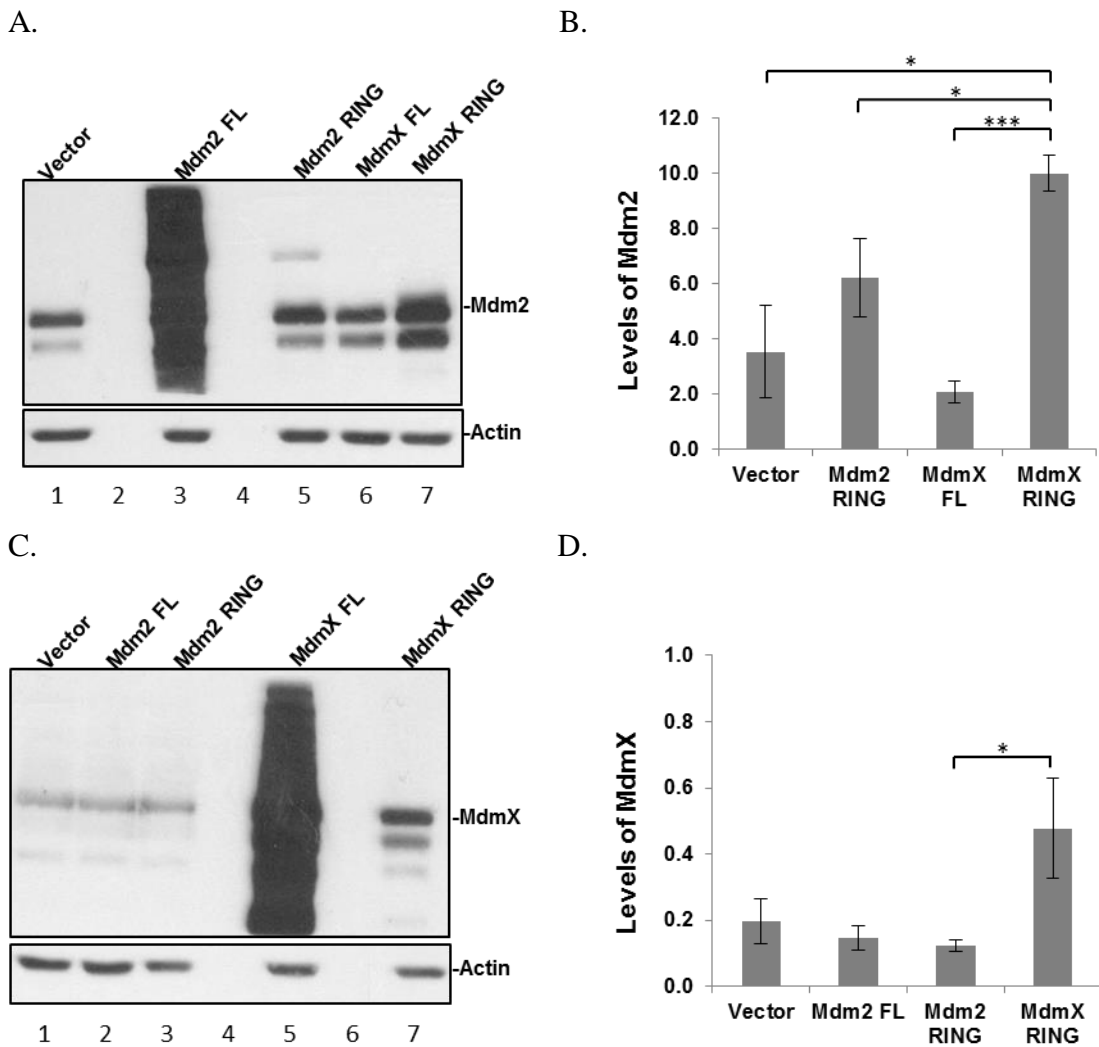 A.
Vector
Mdm2 FL
Mdm2 RING
MdmX FL
MdmX RING
-Mdm2
-Actin
1 2 3 4 5 6 7
B.
*
*
***
12.0
10.0
8.0
6.0
4.0
2.0
0.0
Levels of Mdm2
Vector
Mdm2 RING
MdmX FL
MdmX RING
C.
Vector
Mdm2 FL
Mdm2 RING
MdmX FL
MdmX RING
-MdmX
-Actin
1 2 3 4 5 6 7
D.
*
1.0
0.8
0.6
0.4
0.2
0.0
Levels of MdmX
Vector
Mdm2 FL
Mdm2 RING
MdmX RING